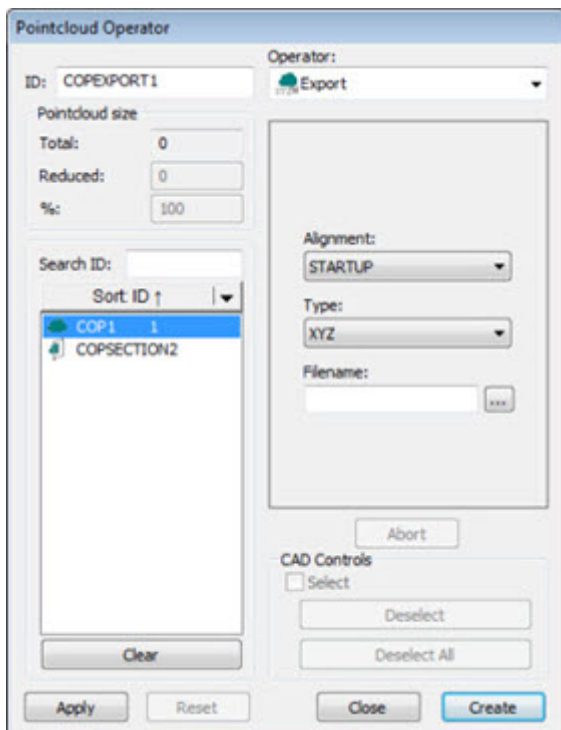 Pointcloud Operator
ID: COPEXPORT1
Operator:
Export
Pointcloud size
Total: 0
Reduced: 0
%: 100
Search ID:
Sort ID ↑
COP1 1
COPSECTION2
Clear
Alignment:
STARTUP
Type:
XYZ
Filename:
...
Abort
CAD Controls
Select
Deselect
Deselect All
Apply Reset Close Create